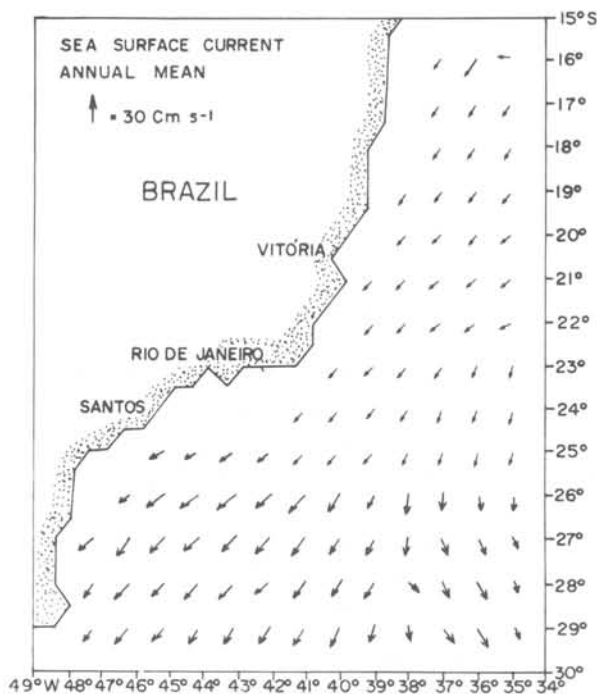 SEA SURFACE CURRENT
ANNUAL MEAN
= 30 Cm s-1
BRAZIL
VITÓRIA
RIO DE JANEIRO
SANTOS
15°S
16°
17°
18°
19°
20°
21°
22°
23°
24°
25°
26°
27°
28°
29°
30°
49°W 48° 47° 46° 45° 44° 43° 42° 41° 40° 39° 38° 37° 36° 35° 34°